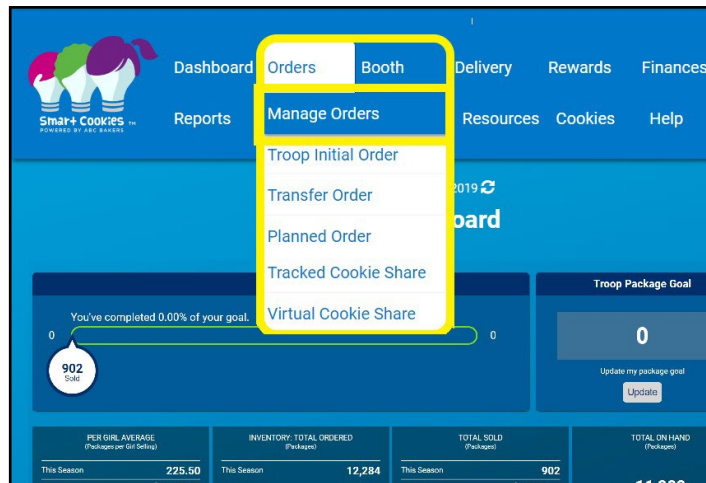 Dashboard Orders Booth Delivery Rewards Finances
Smart Cookies TM
POWERED BY ABC BAKERS
Reports Manage Orders Resources Cookies Help
Troop Initial Order
2019
Transfer Order
oard
Planned Order
Tracked Cookie Share
Virtual Cookie Share
Troop Package Goal
You've completed 0.00% of your goal.
0 0
902
Sold
0
Update my package goal
Update
PER GIRL AVERAGE
(Packages per Girl Selling)
This Season 225.50
INVENTORY: TOTAL ORDERED
(Packages)
This Season 12,284
TOTAL SOLD
(Packages)
This Season 902
TOTAL ON HAND
(Packages)